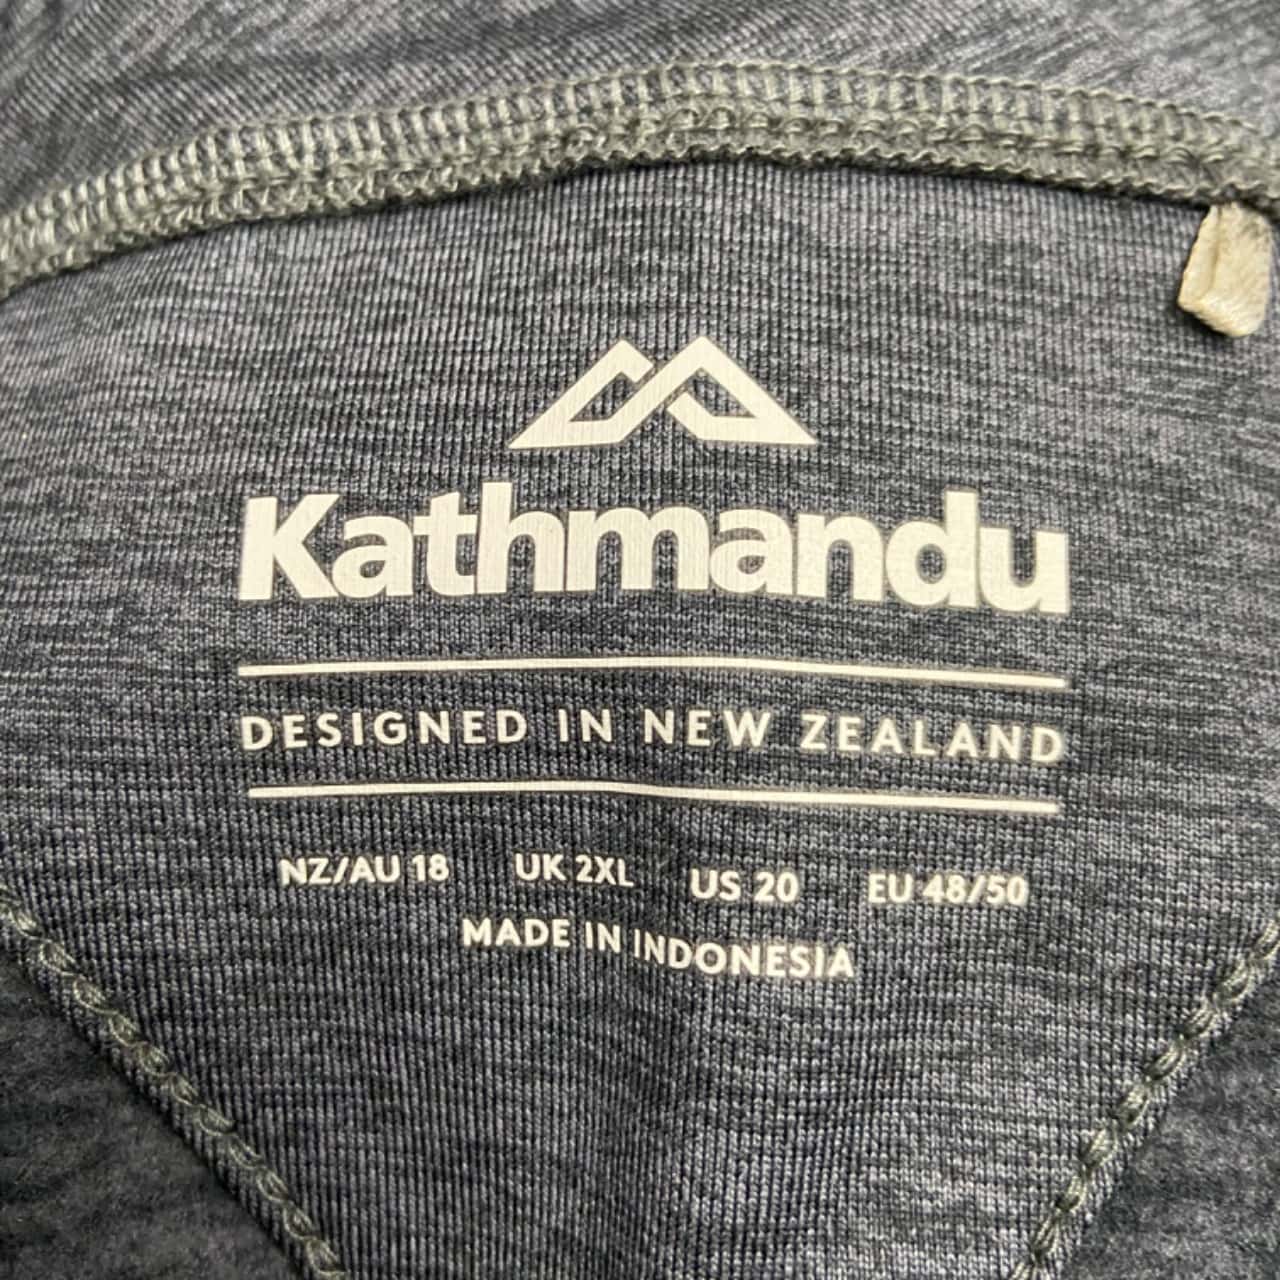 Kathmandu
DESIGNED IN NEW ZEALAND
NZ/AU 18 UK 2XL US 20 EU 48/50
MADE IN INDONESIA